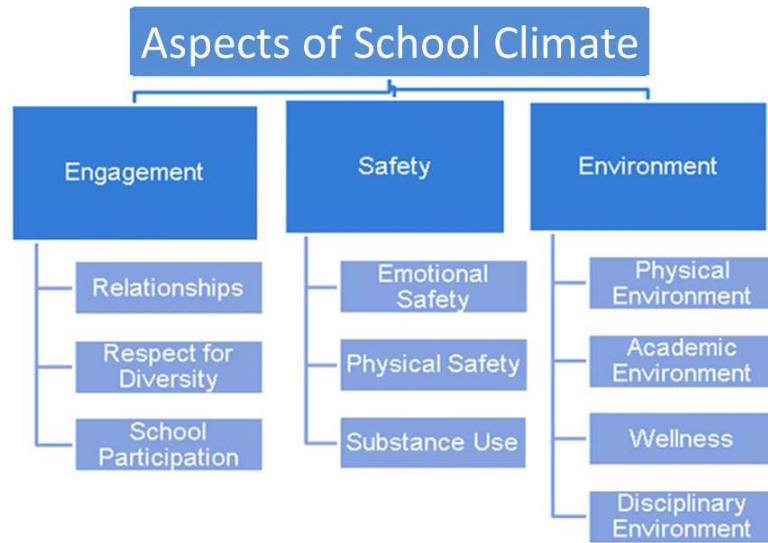 Aspects of School Climate
Engagement
Relationships
Respect for
Diversity
School
Participation
Safety
Emotional
Safety
Physical Safety
Substance Use
Environment
Physical
Environment
Academic
Environment
Wellness
Disciplinary
Environment